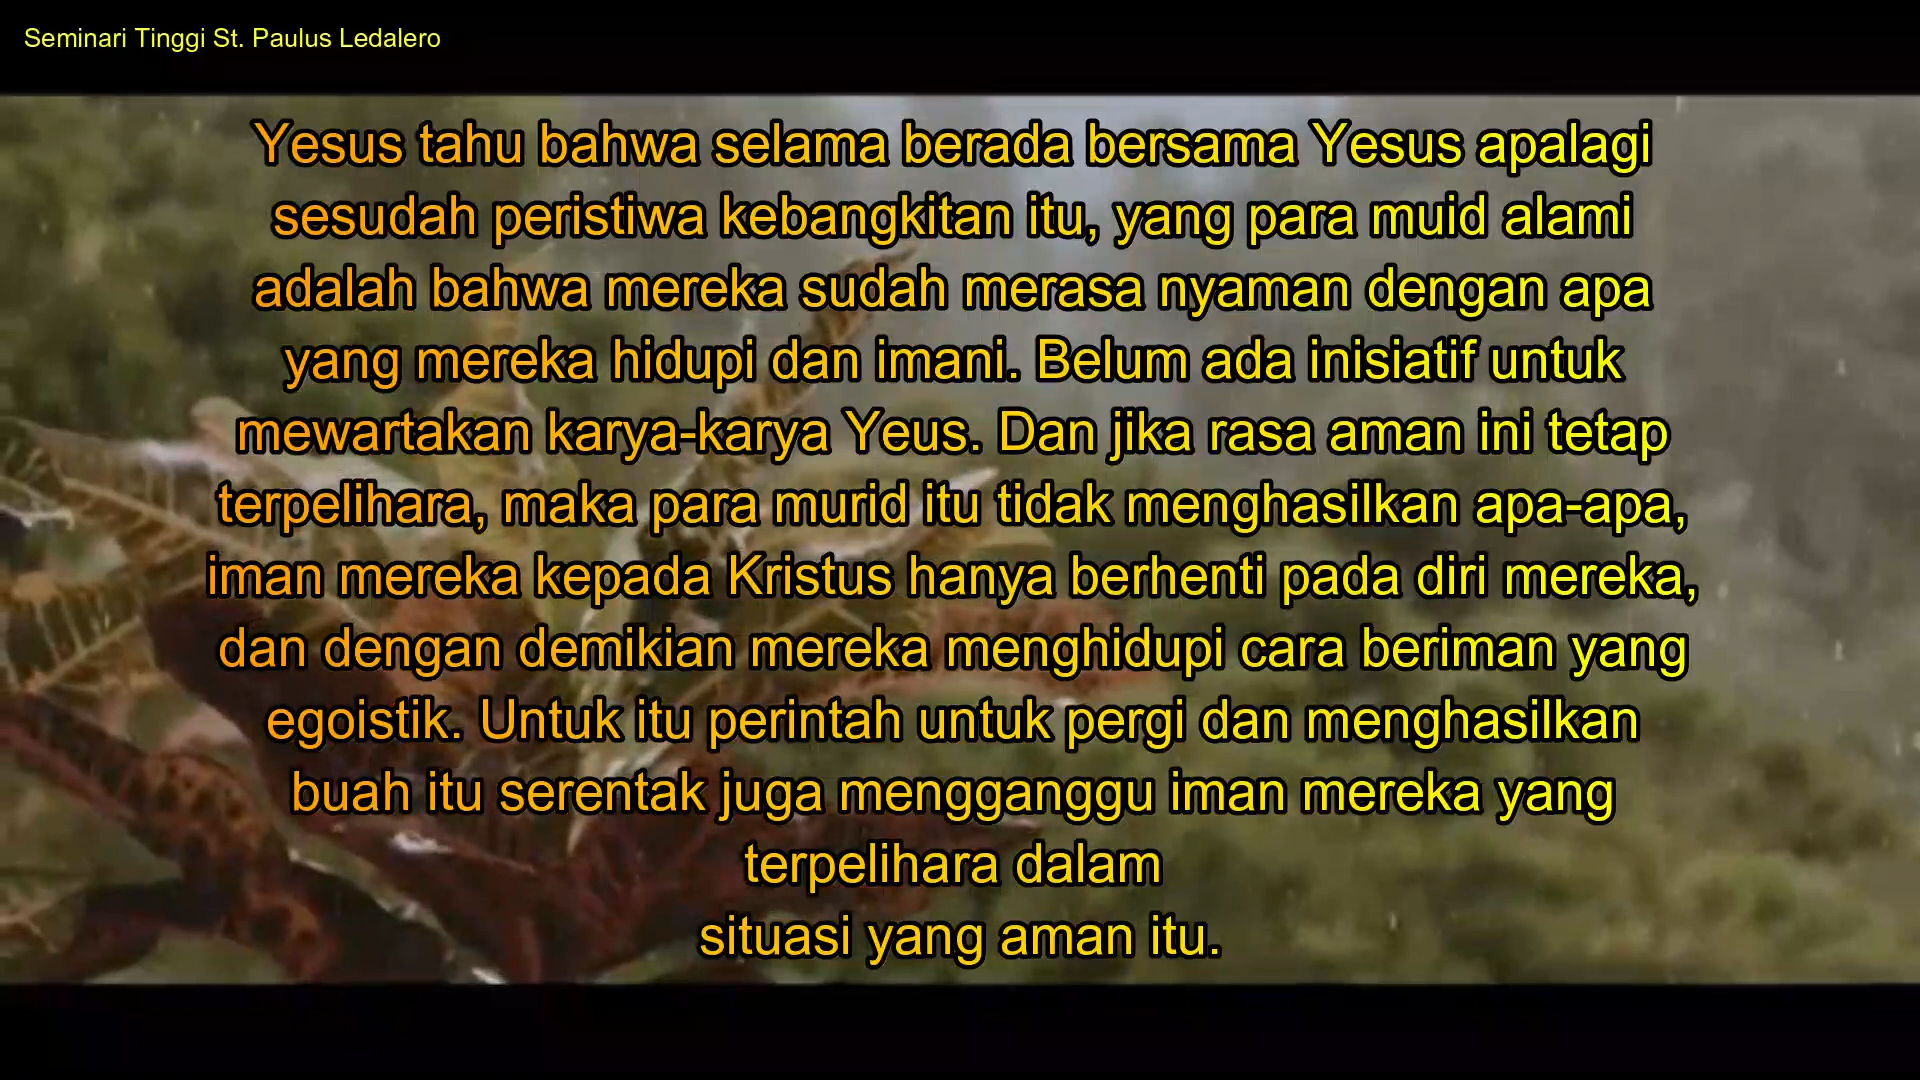 Seminari Tinggi St. Paulus Ledalero
Yesus tahu bahwa selama berada bersama Yesus apalagi
sesudah peristiwa kebangkitan itu, yang para muid alami
adalah bahwa mereka sudah merasa nyaman dengan apa
yang mereka hidupi dan imani. Belum ada inisiatif untuk
mewartakan karya-karya Yeus. Dan jika rasa aman ini tetap
terpelihara, maka para murid itu tidak menghasilkan apa-apa,
iman mereka kepada Kristus hanya berhenti pada diri mereka,
dan dengan demikian mereka menghidupi cara beriman yang
egoistik. Untuk itu perintah untuk pergi dan menghasilkan
buah itu serentak juga mengganggu iman mereka yang
terpelihara dalam
situasi yang aman itu.